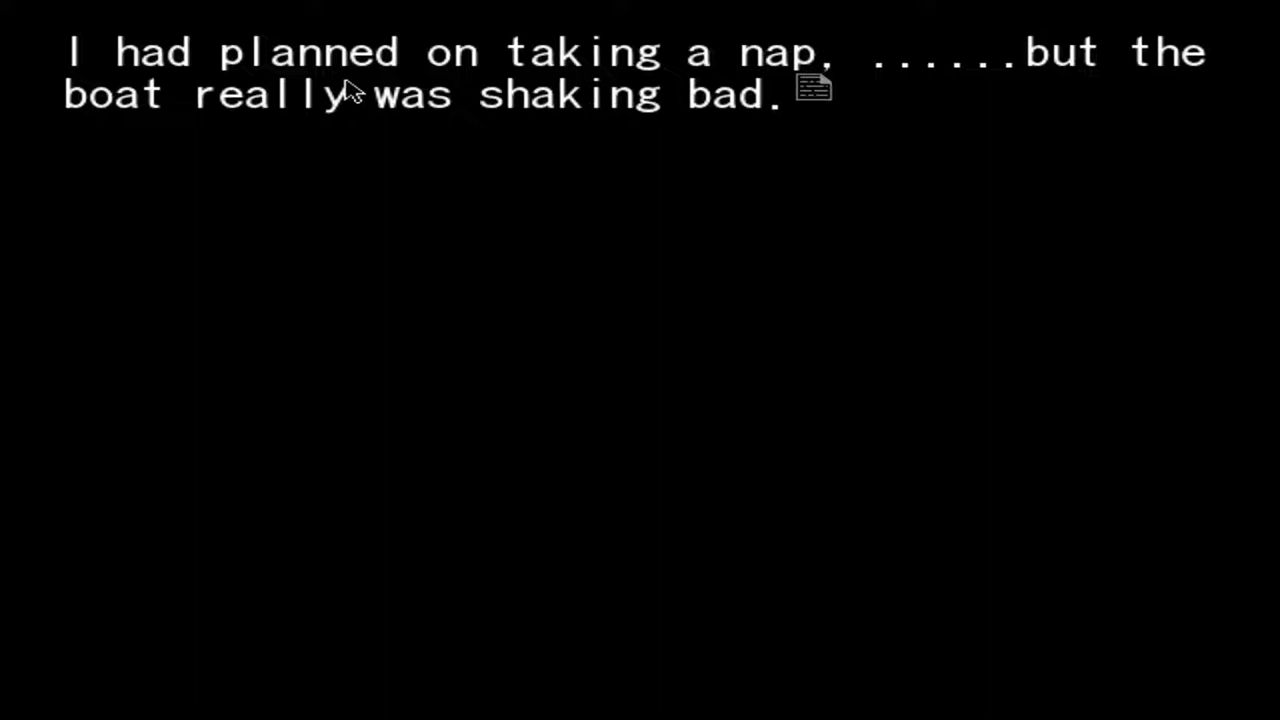 I had planned on taking a nap, ......but the
boat really was shaking bad.